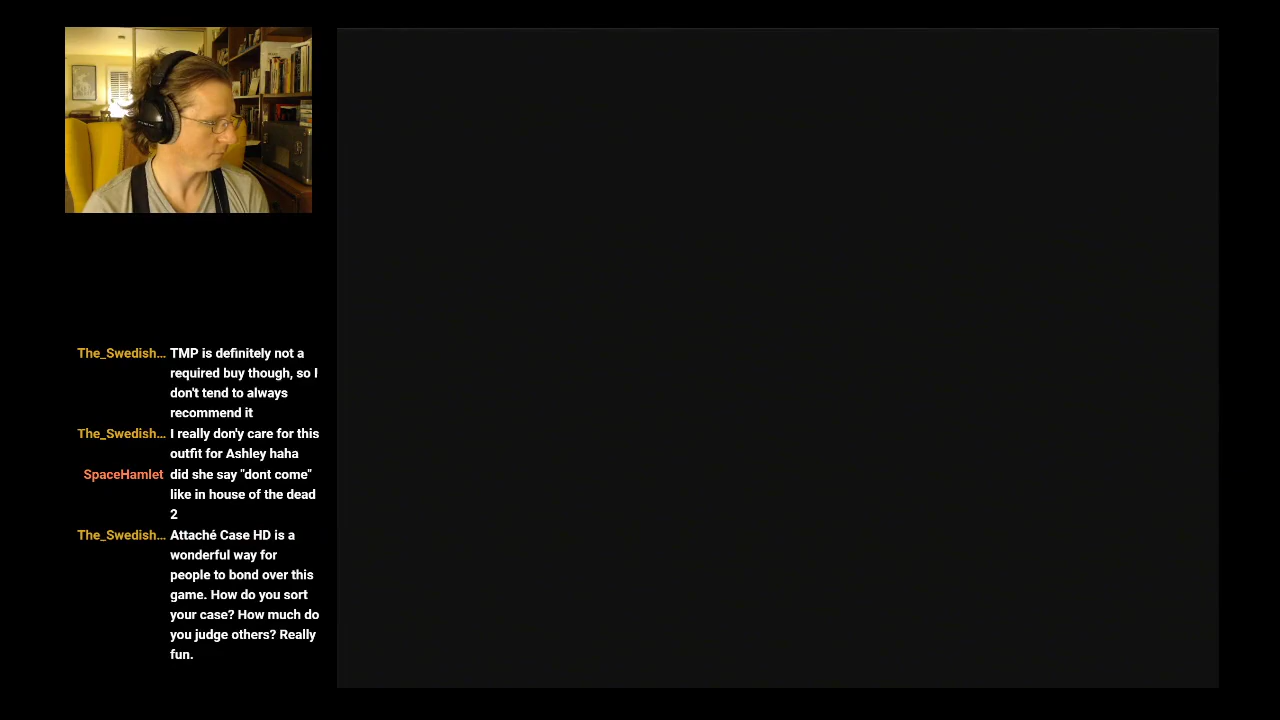 The_Swedish… TMP is definitely not a
required buy though, so I
don't tend to always
recommend it
The_Swedish… I really don'y care for this
outfit for Ashley haha
SpaceHamlet did she say "dont come"
like in house of the dead
2
The_Swedish… Attaché Case HD is a
wonderful way for
people to bond over this
game. How do you sort
your case? How much do
you judge others? Really
fun.